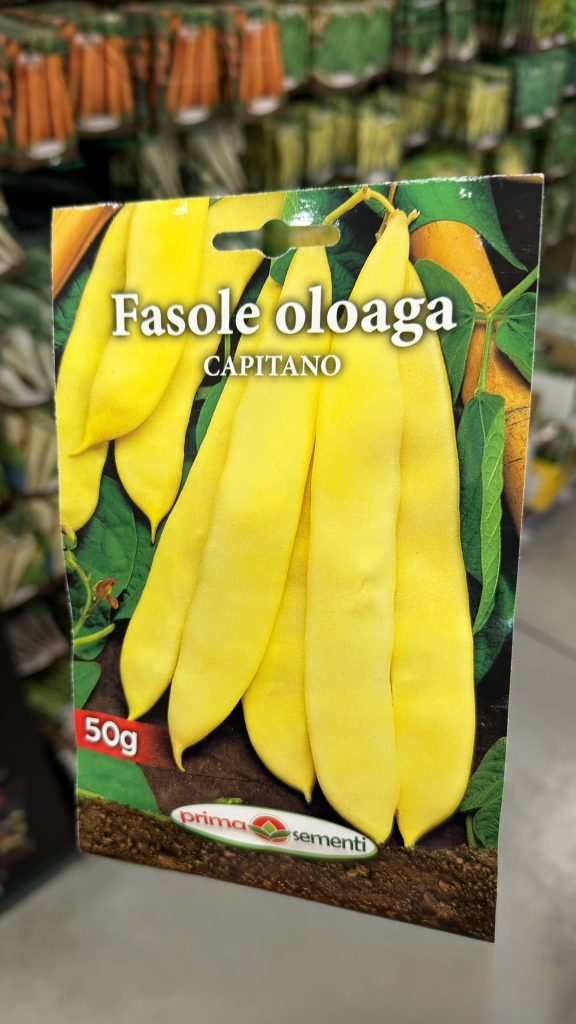 Fasole oloaga
CAPITANO
50g
prima sementi